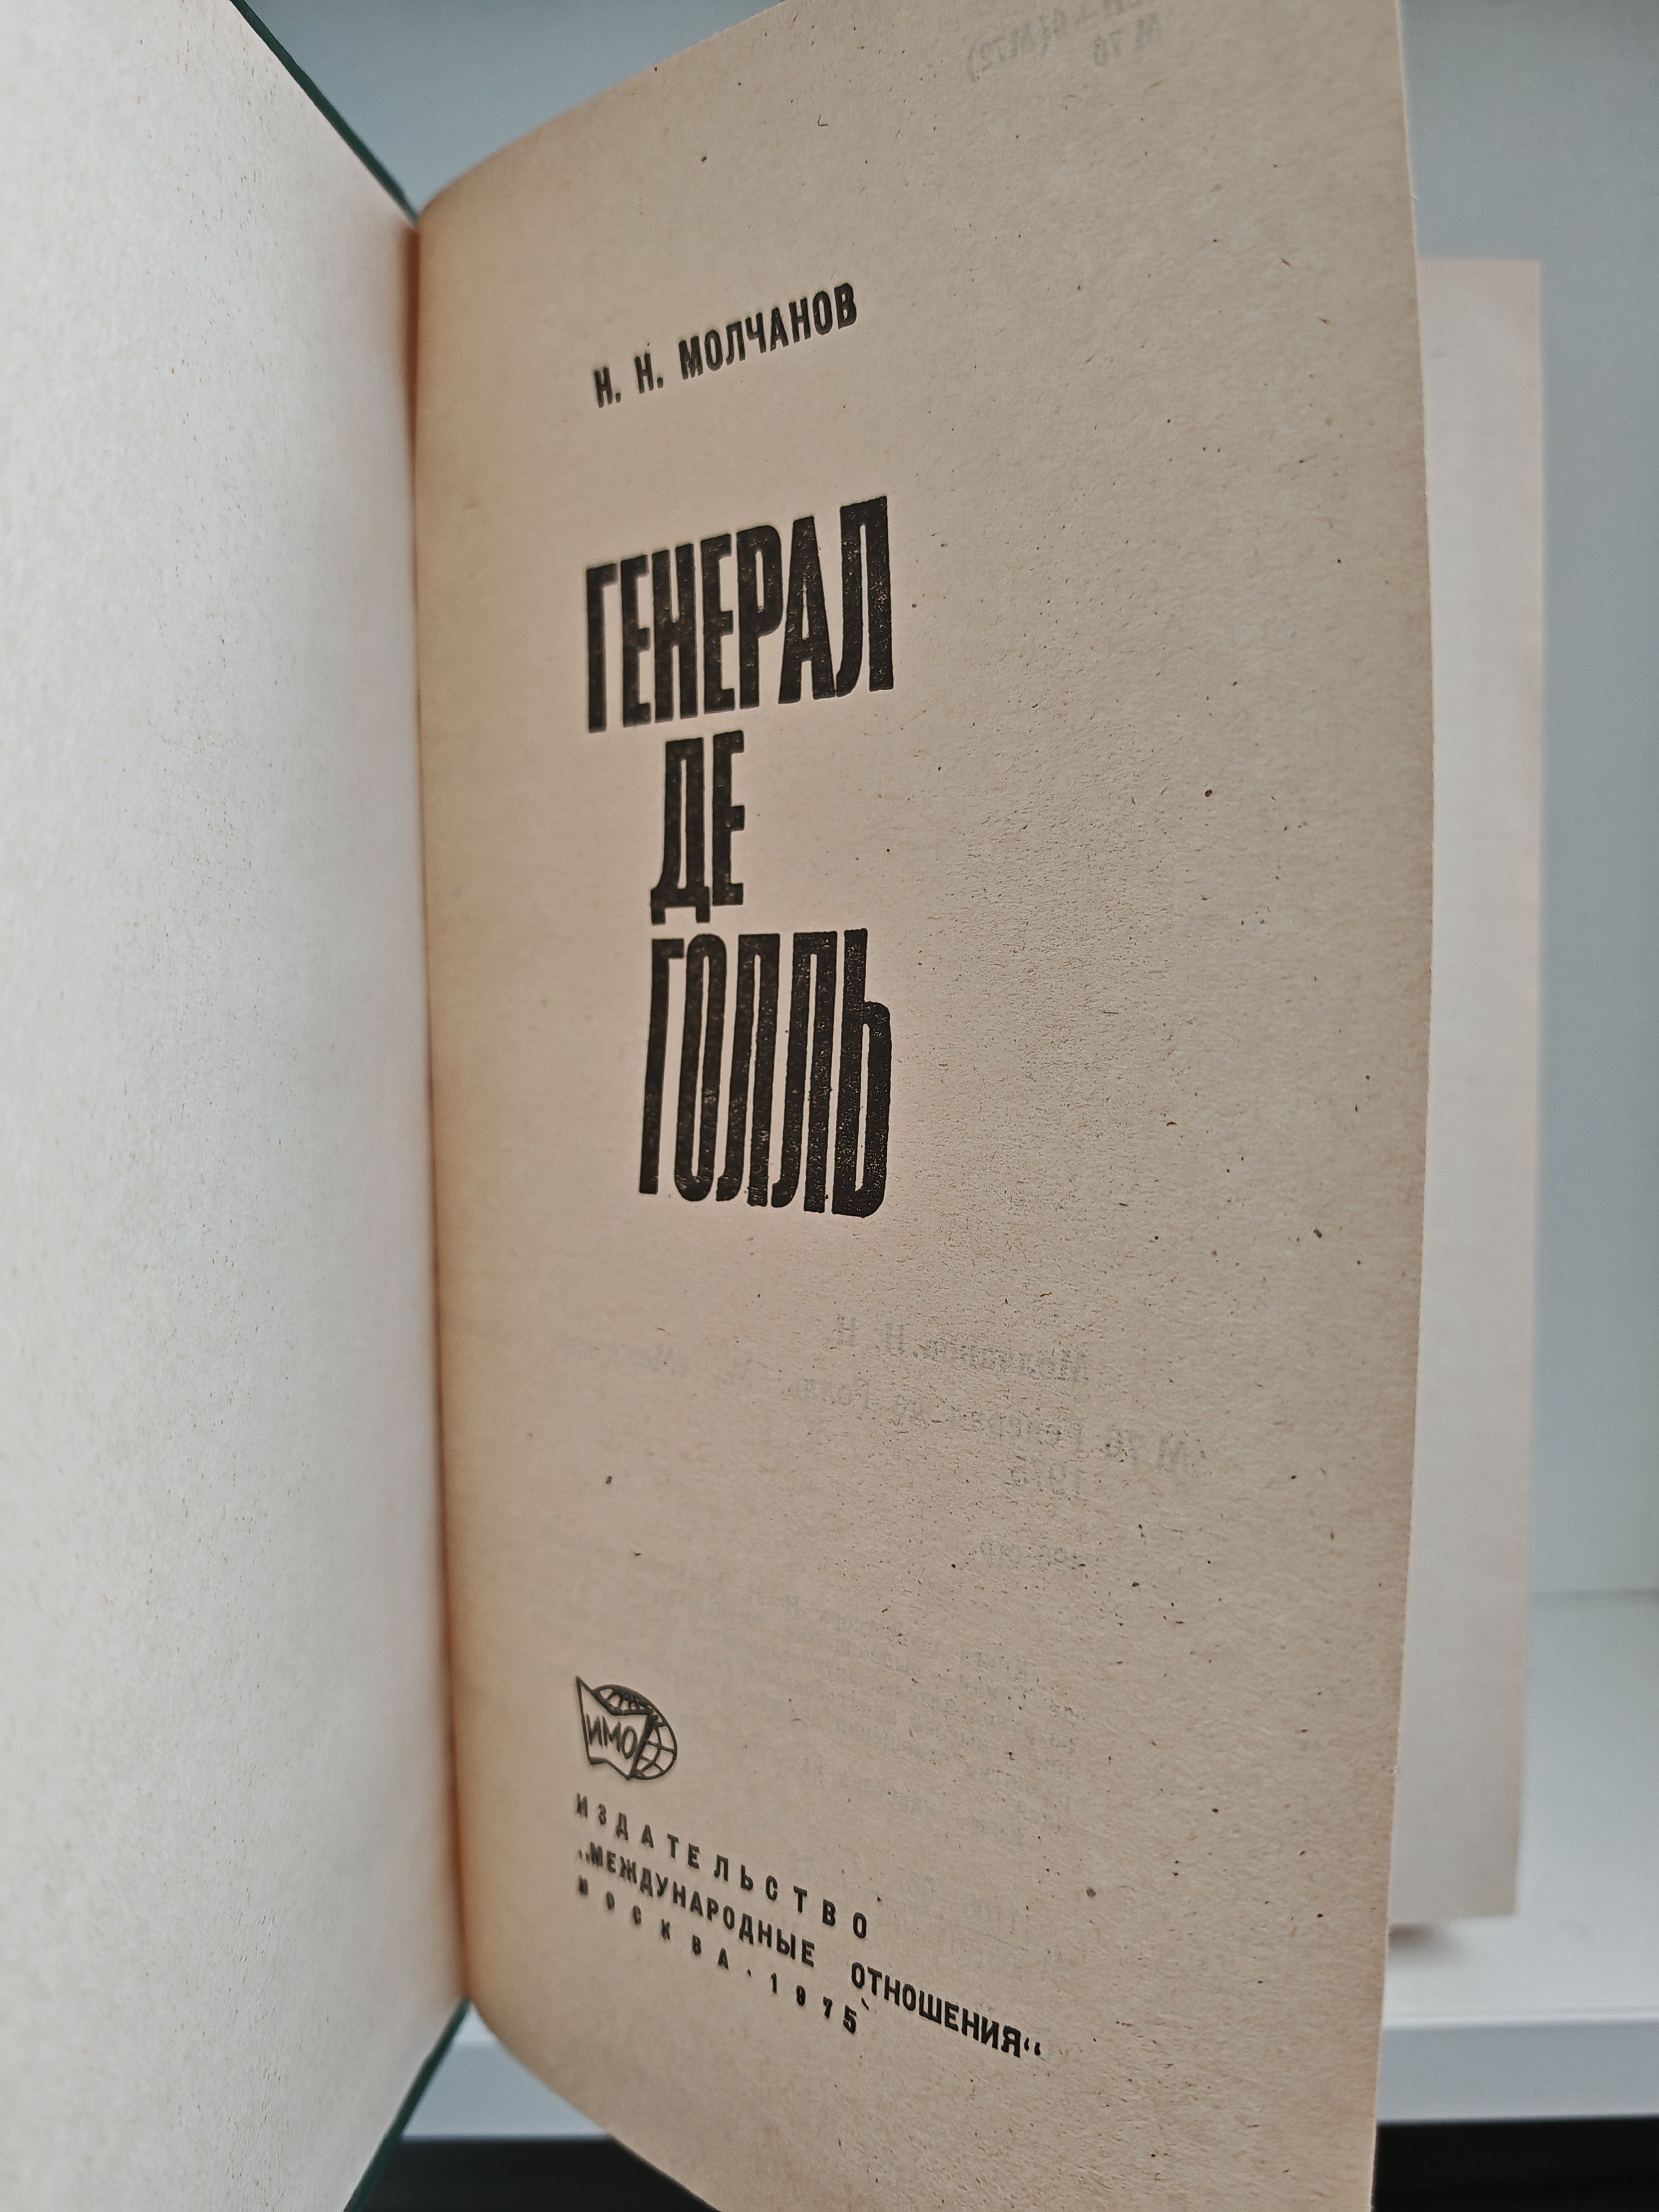 Н. Н. МОЛЧАНОВ
ГЕНЕРАЛ
ДЕ
ГОЛЛЬ
ИМО
ИЗДАТЕЛЬСТВО
„МЕЖДУНАРОДНЫЕ ОТНОШЕНИЯ“
МОСКВА · 1975